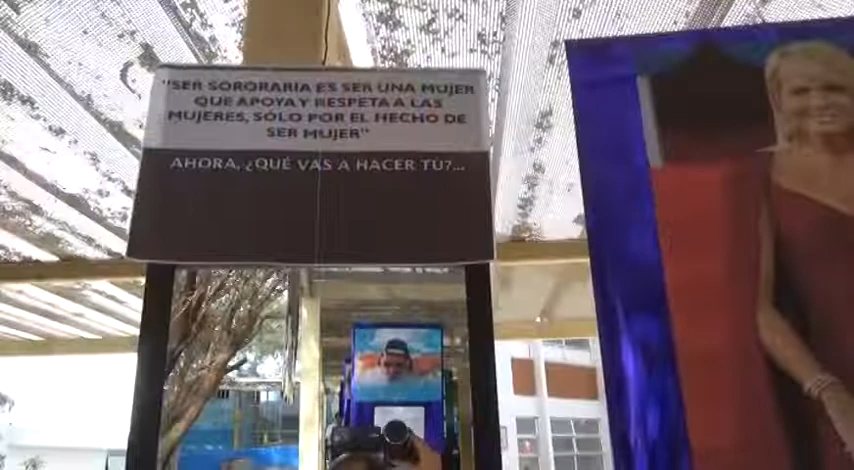 "SER SORORARIA ES SER UNA MUJER
QUE APOYA Y RESPETA A LAS
MUJERES, SÓLO POR EL HECHO DE
SER MUJER"
AHORA, ¿QUÉ VAS A HACER TÚ?...